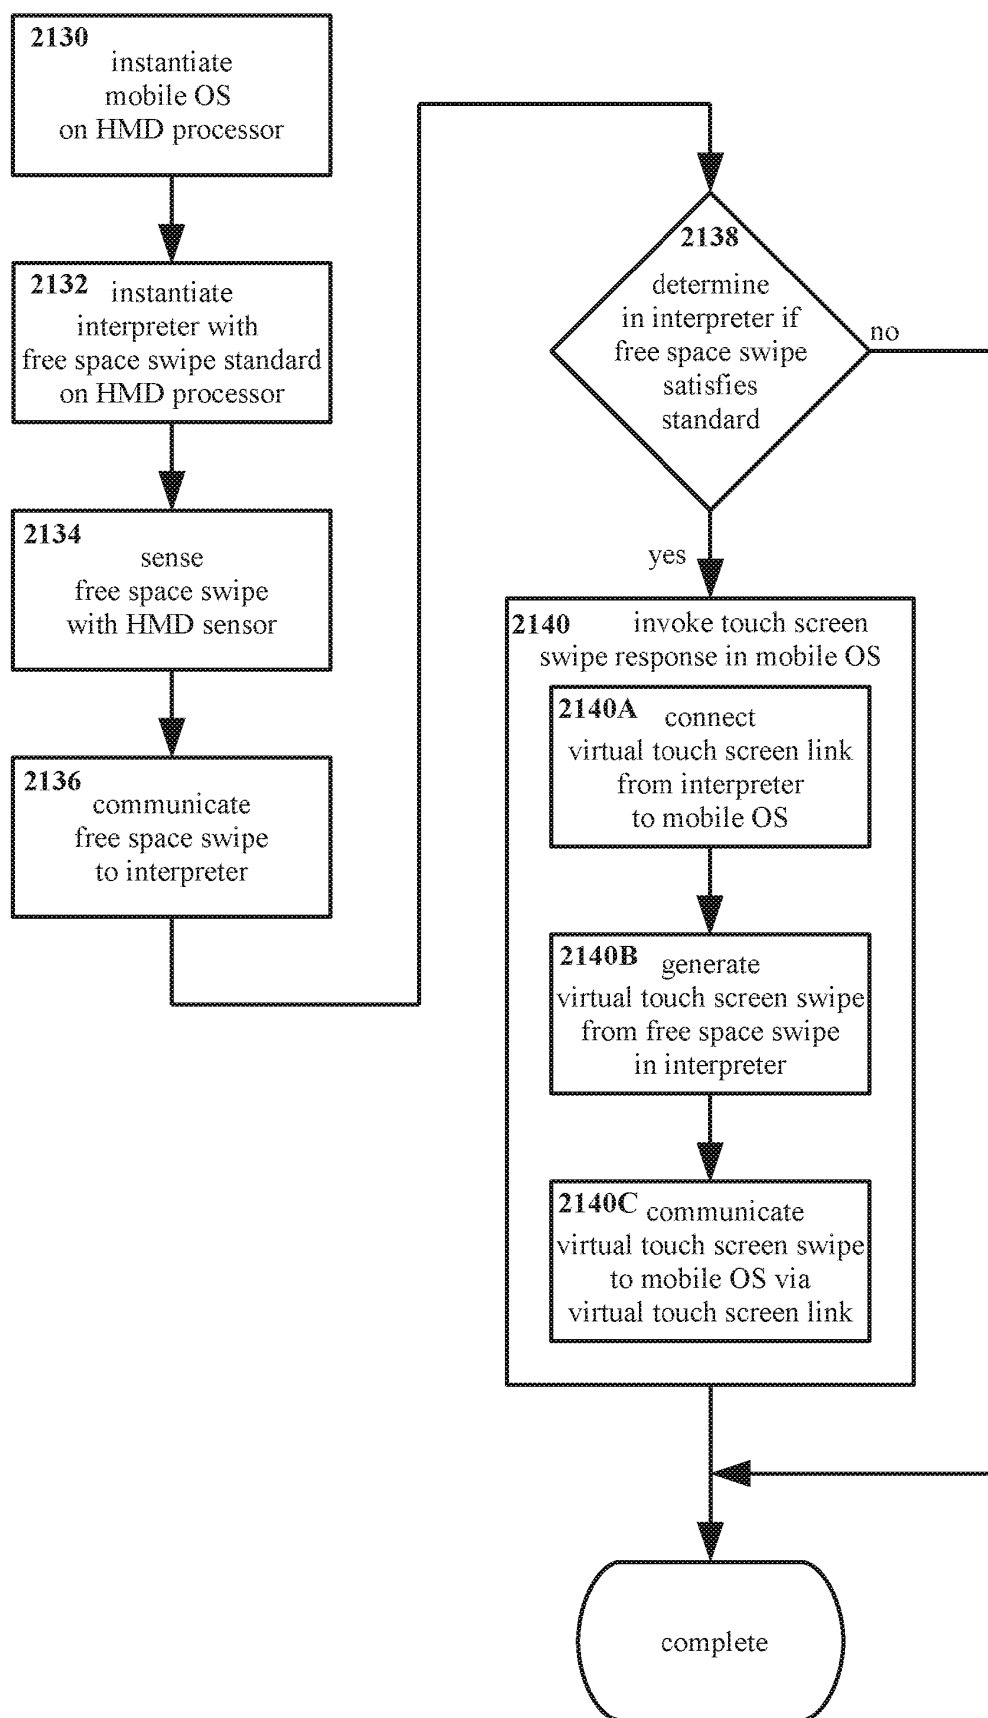 2130
instantiate
mobile OS
on HMD processor
2132 instantiate
interpreter with
free space swipe standard
on HMD processor
2134
sense
free space swipe
with HMD sensor
2136
communicate
free space swipe
to interpreter
2138
determine
in interpreter if
free space swipe
satisfies
standard
no
yes
2140 invoke touch screen
swipe response in mobile OS
2140A connect
virtual touch screen link
from interpreter
to mobile OS
2140B generate
virtual touch screen swipe
from free space swipe
in interpreter
2140C communicate
virtual touch screen swipe
to mobile OS via
virtual touch screen link
complete